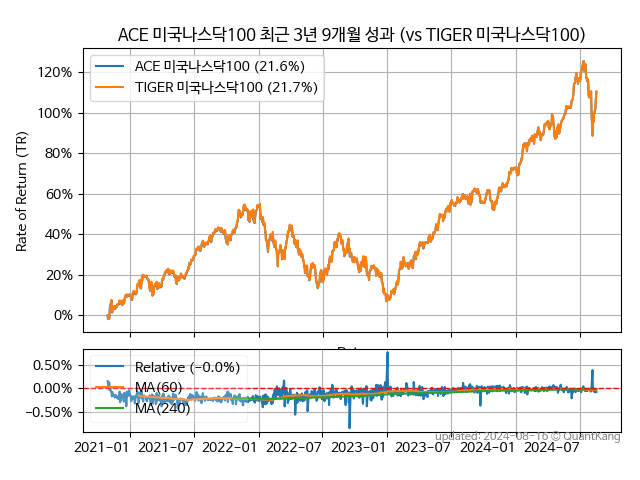 ACE 미국나스닥100 최근 3년 9개월 성과 (vs TIGER 미국나스닥100)
ACE 미국나스닥100 (21.6%)
TIGER 미국나스닥100 (21.7%)
Rate of Return (TR)
120%
100%
80%
60%
40%
20%
0%
0.50%
0.00%
−0.50%
Relative (−0.0%)
MA(60)
MA(240)
2021−01 2021−07 2022−01 2022−07 2023−01 2023−07 2024−01 2024−07
updated: 2024−08−16 © QuantKang